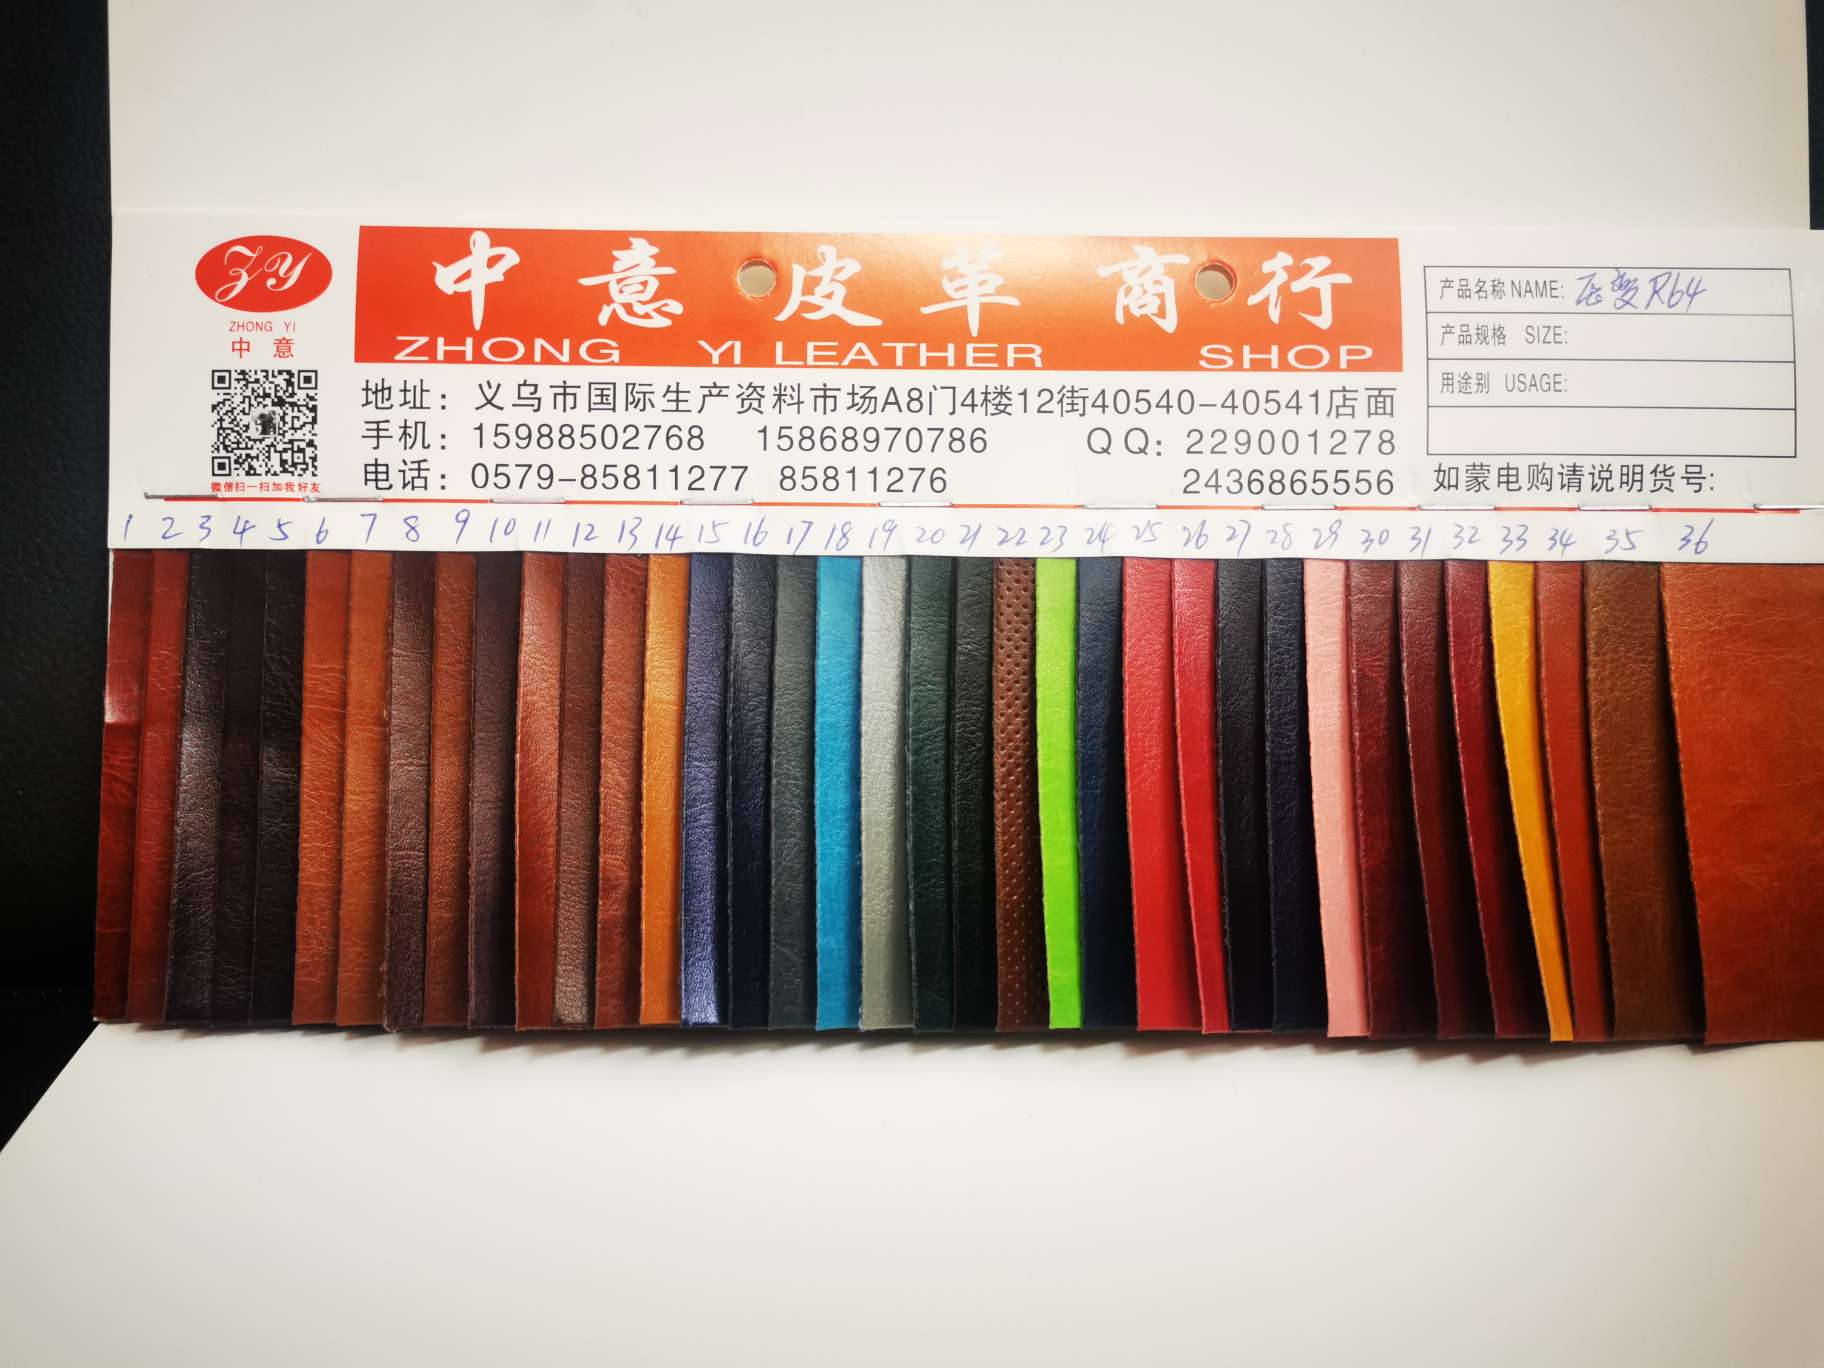 ZY
ZHONG YI
中意
微信扫一扫加我好友
中意皮革商行
ZHONG YI LEATHER SHOP
地址：义乌市国际生产资料市场A8门4楼12街40540-40541店面
手机：15988502768 15868970786 QQ：229001278
电话：0579-85811277 85811276 2436865556
产品名称 NAME: 压变R64
产品规格 SIZE:
用途别 USAGE:
如蒙电购请说明货号:
1 2 3 4 5 6 7 8 9 10 11 12 13 14 15 16 17 18 19 20 21 22 23 24 25 26 27 28 29 30 31 32 33 34 35 36